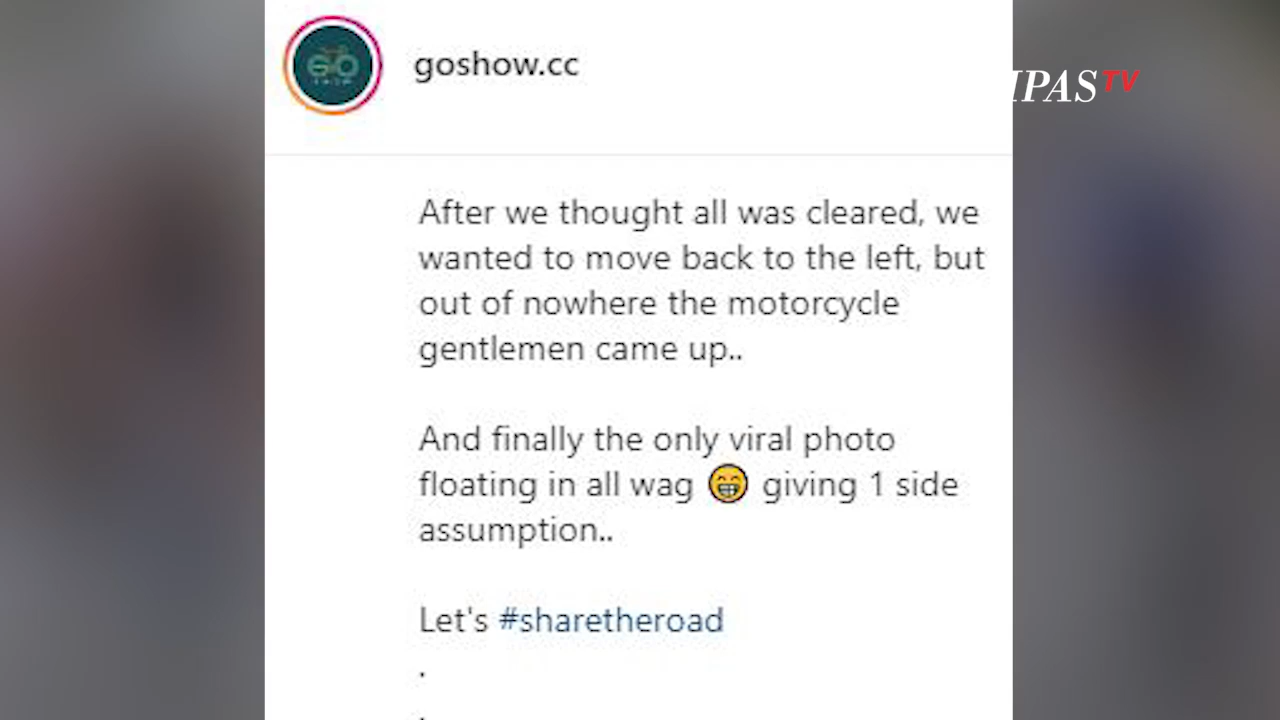 goshow.cc
TV
After we thought all was cleared, we
wanted to move back to the left, but
out of nowhere the motorcycle
gentlemen came up..
And finally the only viral photo
floating in all wag 😁 giving 1 side
assumption..
Let's #sharetheroad
.
.